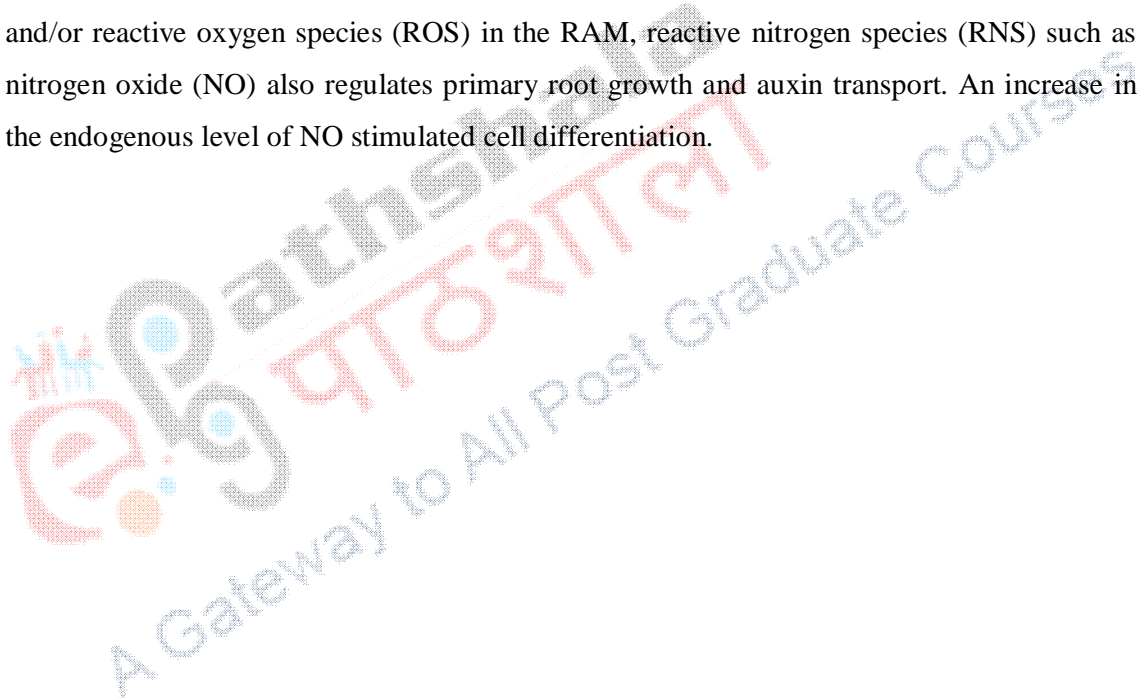 and/or reactive oxygen species (ROS) in the RAM, reactive nitrogen species (RNS) such as
nitrogen oxide (NO) also regulates primary root growth and auxin transport. An increase in
the endogenous level of NO stimulated cell differentiation.
Pathshala
पाठशाला
A Gateway to All Post Graduate Courses